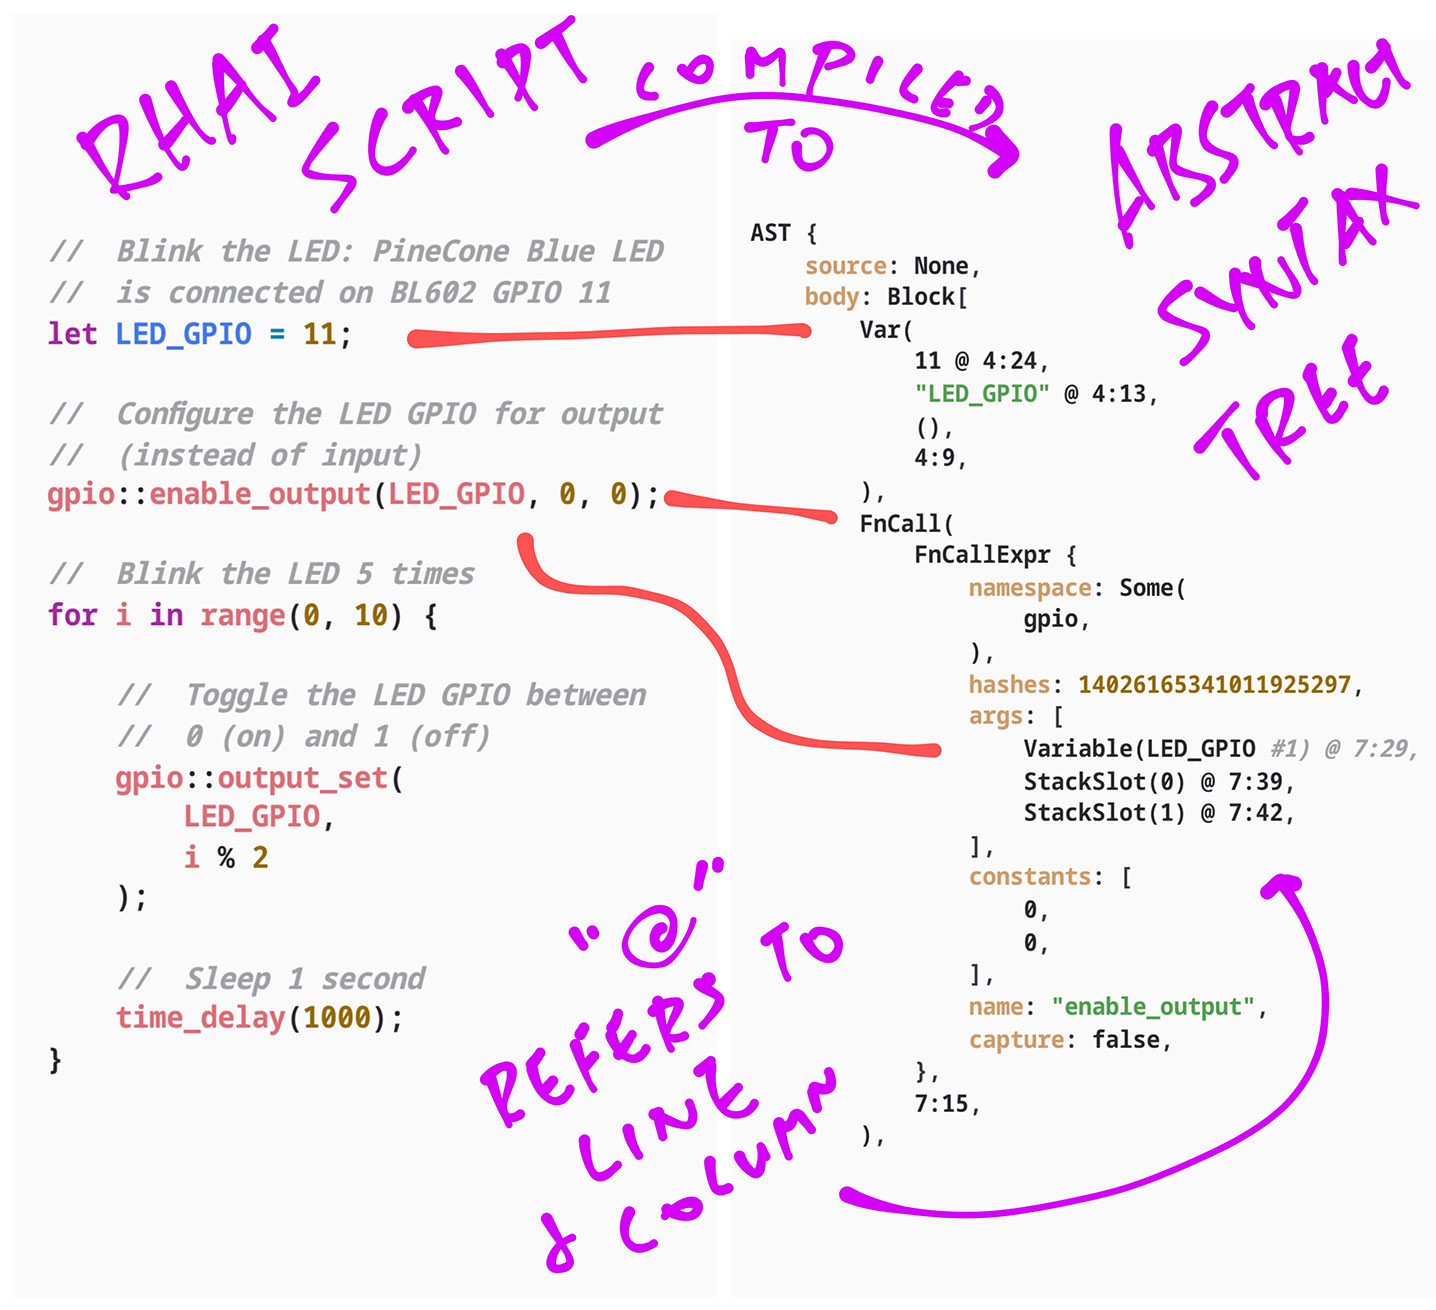 RHAI
SCRIPT
COMPILED
TO
ABSTRACT
SYNTAX
TREE
//  Blink the LED: PineCone Blue LED
//  is connected on BL602 GPIO 11
let LED_GPIO = 11;
//  Configure the LED GPIO for output
//  (instead of input)
gpio::enable_output(LED_GPIO, 0, 0);
//  Blink the LED 5 times
for i in range(0, 10) {
//  Toggle the LED GPIO between
//  0 (on) and 1 (off)
gpio::output_set(
LED_GPIO,
i % 2
);
//  Sleep 1 second
time_delay(1000);
}
AST {
source: None,
body: Block[
Var(
11 @ 4:24,
"LED_GPIO" @ 4:13,
(),
4:9,
),
FnCall(
FnCallExpr {
namespace: Some(
gpio,
),
hashes: 14026165341011925297,
args: [
Variable(LED_GPIO #1) @ 7:29,
StackSlot(0) @ 7:39,
StackSlot(1) @ 7:42,
],
constants: [
0,
0,
],
name: "enable_output",
capture: false,
},
7:15,
),
"@"
REFERS TO
LINE
& COLUMN